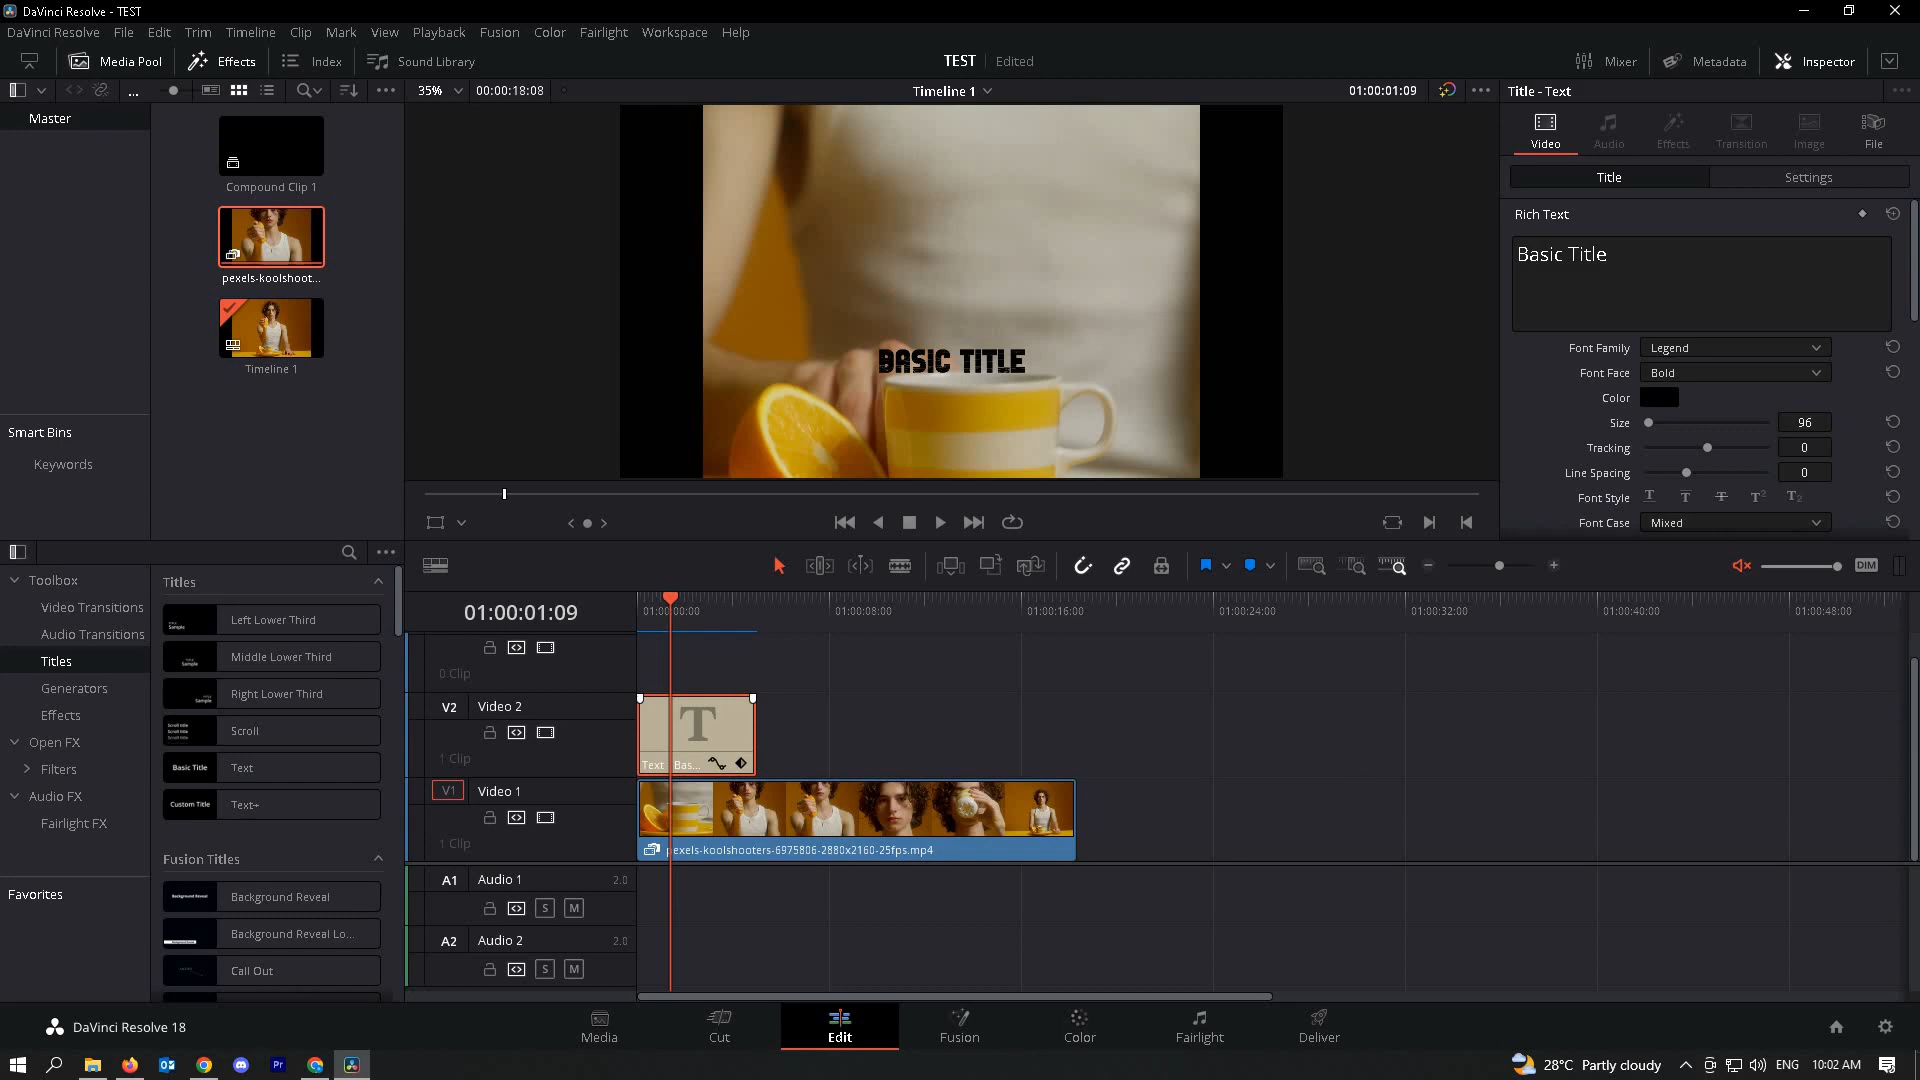 DaVinci Resolve - TEST
DaVinci Resolve File Edit Trim Timeline Clip Mark View Playback Fusion Color Fairlight Workspace Help
Media Pool Effects Index Sound Library TEST Edited Mixer Metadata Inspector
35% 00:00:18:08 Timeline 1 01:00:01:09 Title - Text
Master
Compound Clip 1
pexels-koolshoot...
Timeline 1
Smart Bins
Keywords
BASIC TITLE
Video Audio Effects Transition Image File
Title Settings
Rich Text
Basic Title
Font Family Legend
Font Face Bold
Color
Size 96
Tracking 0
Line Spacing 0
Font Style T T T T2 T2
Font Case Mixed
Toolbox
Video Transitions
Audio Transitions
Titles
Generators
Effects
Open FX
Filters
Audio FX
Fairlight FX
Favorites
Titles
Left Lower Third
Middle Lower Third
Right Lower Third
Scroll
Basic Title Text
Custom Title Text+
Fusion Titles
Background Reveal
Background Reveal Lo...
Call Out
DIM
01:00:01:09
01:00:00:00 01:00:08:00 01:00:16:00 01:00:24:00 01:00:32:00 01:00:40:00 01:00:48:00
0 Clip
V2 Video 2
1 Clip
T
Text Bas...
V1 Video 1
1 Clip
pexels-koolshooters-6975806-2880x2160-25fps.mp4
A1 Audio 1 2.0
S M
A2 Audio 2 2.0
S M
DaVinci Resolve 18
Media Cut Edit Fusion Color Fairlight Deliver
Pr
28°C Partly cloudy ENG 10:02 AM